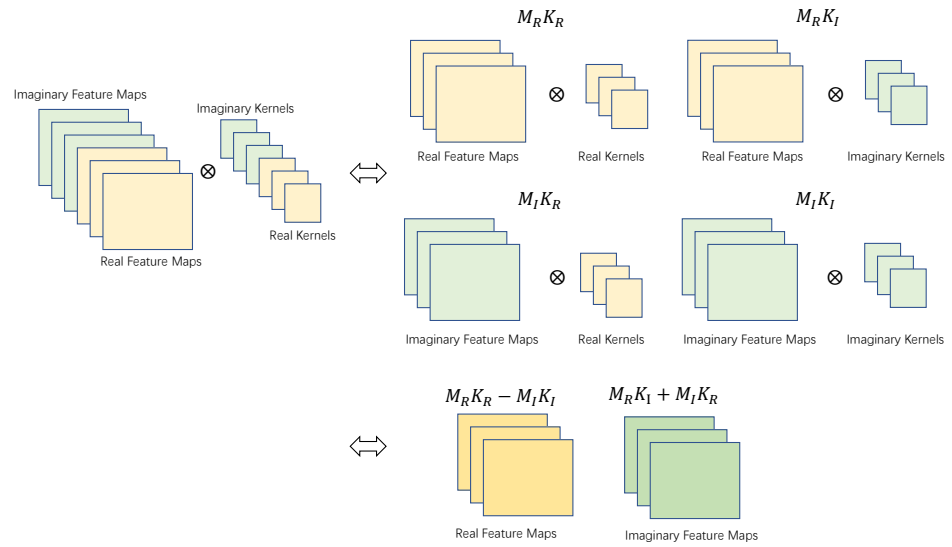 Imaginary Feature Maps
Imaginary Kernels
⊗
Real Kernels
Real Feature Maps
⇔
M_R K_R
⊗
Real Feature Maps
Real Kernels
M_R K_I
⊗
Real Feature Maps
Imaginary Kernels
M_I K_R
⊗
Imaginary Feature Maps
Real Kernels
M_I K_I
⊗
Imaginary Feature Maps
Imaginary Kernels
⇔
M_R K_R − M_I K_I
Real Feature Maps
M_R K_I + M_I K_R
Imaginary Feature Maps